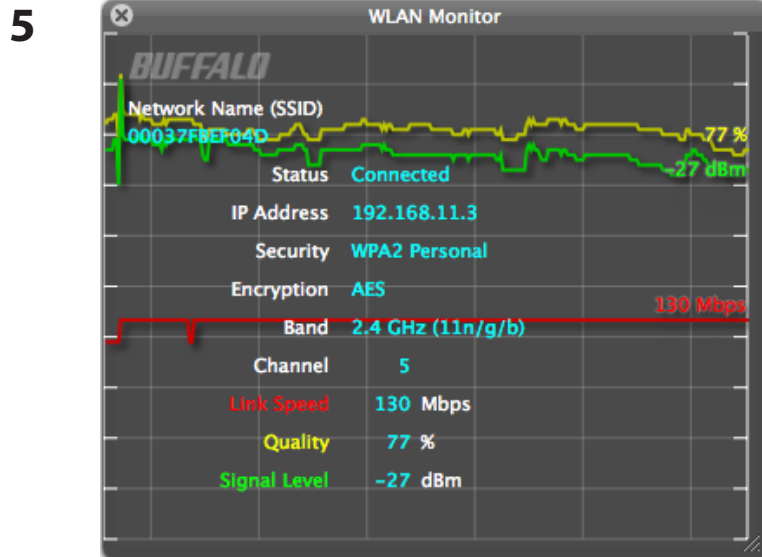 5
WLAN Monitor
BUFFALO
Network Name (SSID)
00037FBEF04D
77 %
-27 dBm
Status Connected
IP Address 192.168.11.3
Security WPA2 Personal
Encryption AES
130 Mbps
Band 2.4 GHz (11n/g/b)
Channel 5
Link Speed 130 Mbps
Quality 77 %
Signal Level -27 dBm